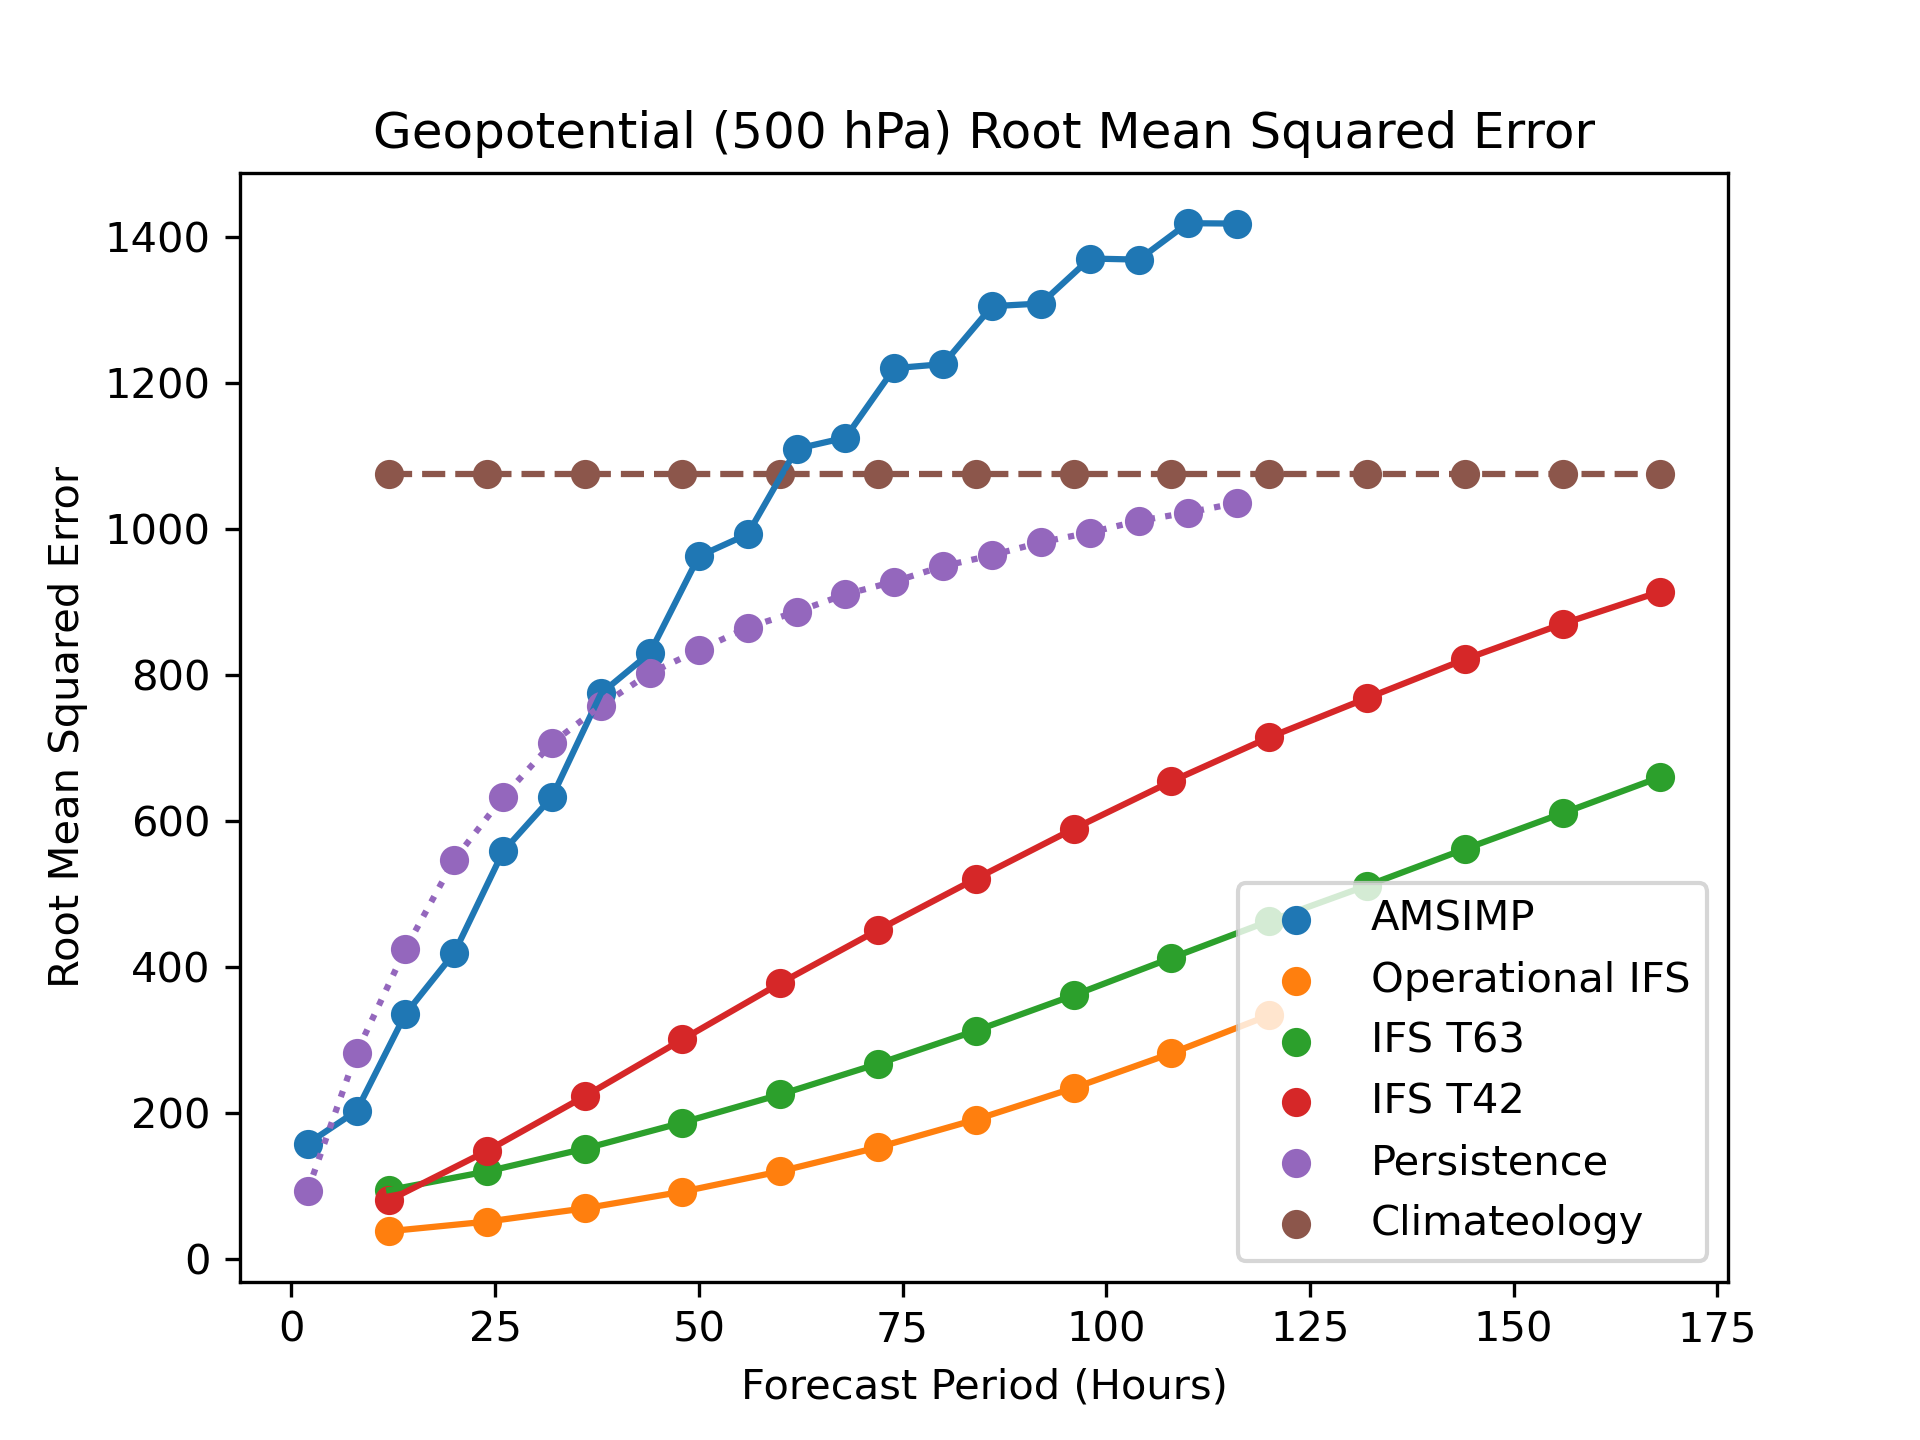 Geopotential (500 hPa) Root Mean Squared Error
Root Mean Squared Error
1400
1200
1000
800
600
400
200
0
AMSIMP
Operational IFS
IFS T63
IFS T42
Persistence
Climateology
0 25 50 75 100 125 150 175
Forecast Period (Hours)